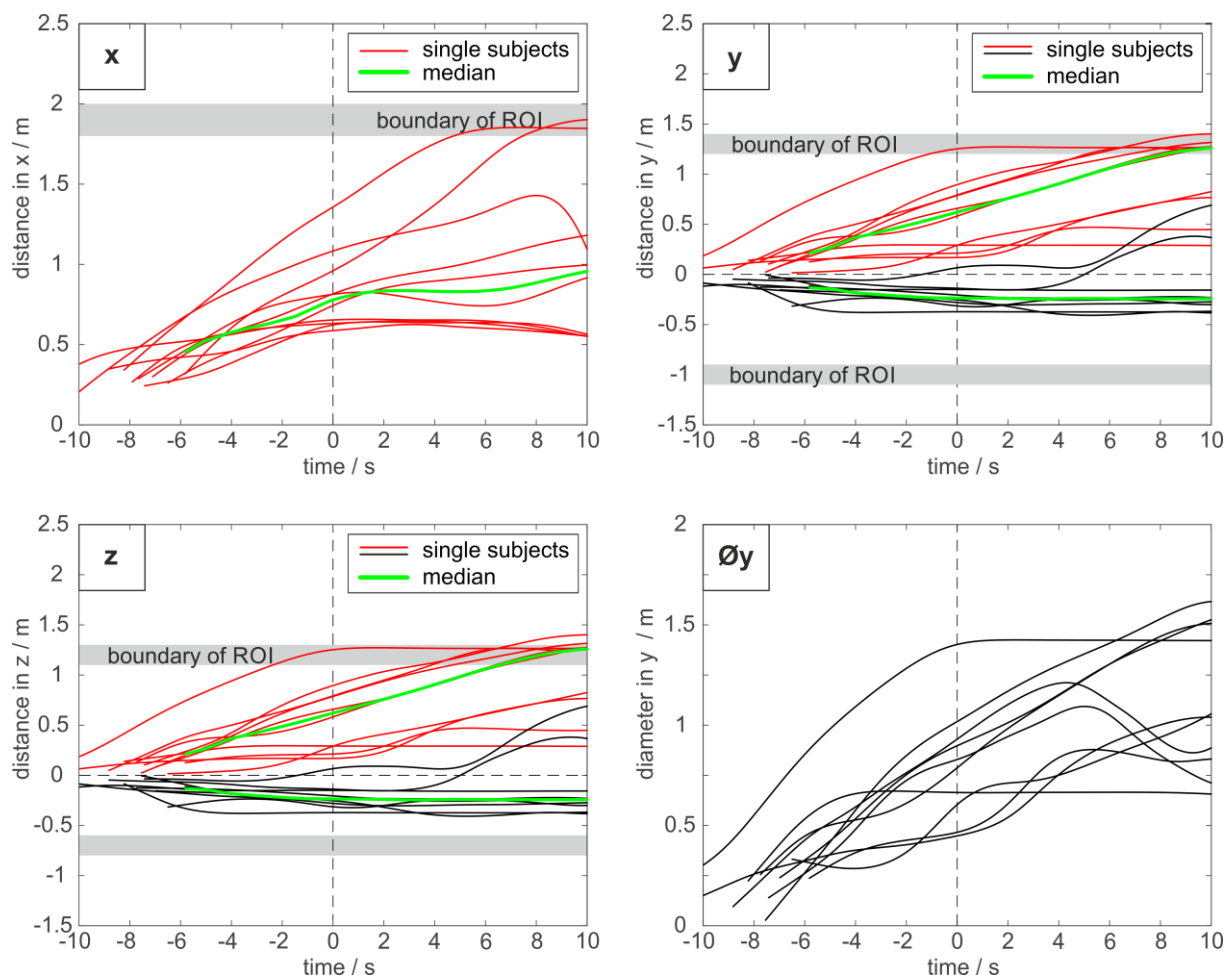 x
single subjects
median
boundary of ROI
distance in x / m
2.5
2
1.5
1
0.5
0
-10 -8 -6 -4 -2 0 2 4 6 8 10
time / s
y
single subjects
median
boundary of ROI
boundary of ROI
distance in y / m
2.5
2
1.5
1
0.5
0
-0.5
-1
-1.5
-10 -8 -6 -4 -2 0 2 4 6 8 10
time / s
z
single subjects
median
boundary of ROI
distance in z / m
2.5
2
1.5
1
0.5
0
-0.5
-1
-1.5
-10 -8 -6 -4 -2 0 2 4 6 8 10
time / s
Øy
diameter in y / m
2
1.5
1
0.5
0
-10 -8 -6 -4 -2 0 2 4 6 8 10
time / s